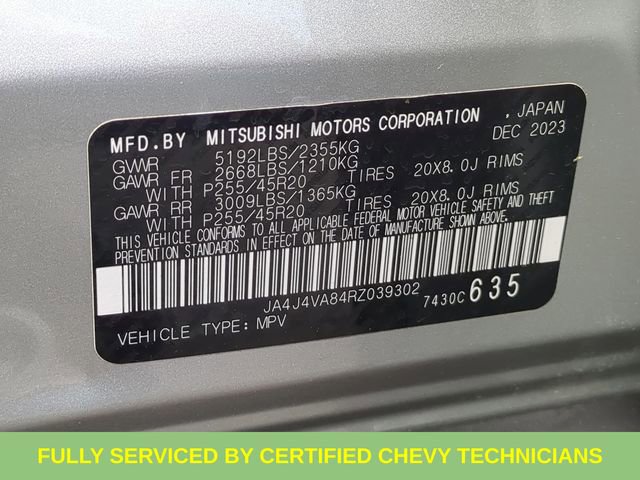 MFD.BY MITSUBISHI MOTORS CORPORATION , JAPAN
GVWR 5192LBS/2355KG DEC 2023
GAWR FR 2668LBS/1210KG
WITH P255/45R20 TIRES 20X8.0J RIMS
GAWR RR 3009LBS/1365KG
WITH P255/45R20 TIRES 20X8.0J RIMS
THIS VEHICLE CONFORMS TO ALL APPLICABLE FEDERAL MOTOR VEHICLE SAFETY AND THEFT
PREVENTION STANDARDS IN EFFECT ON THE DATE OF MANUFACTURE SHOWN ABOVE.
JA4J4VA84RZ039302 7430C 635
VEHICLE TYPE: MPV
FULLY SERVICED BY CERTIFIED CHEVY TECHNICIANS